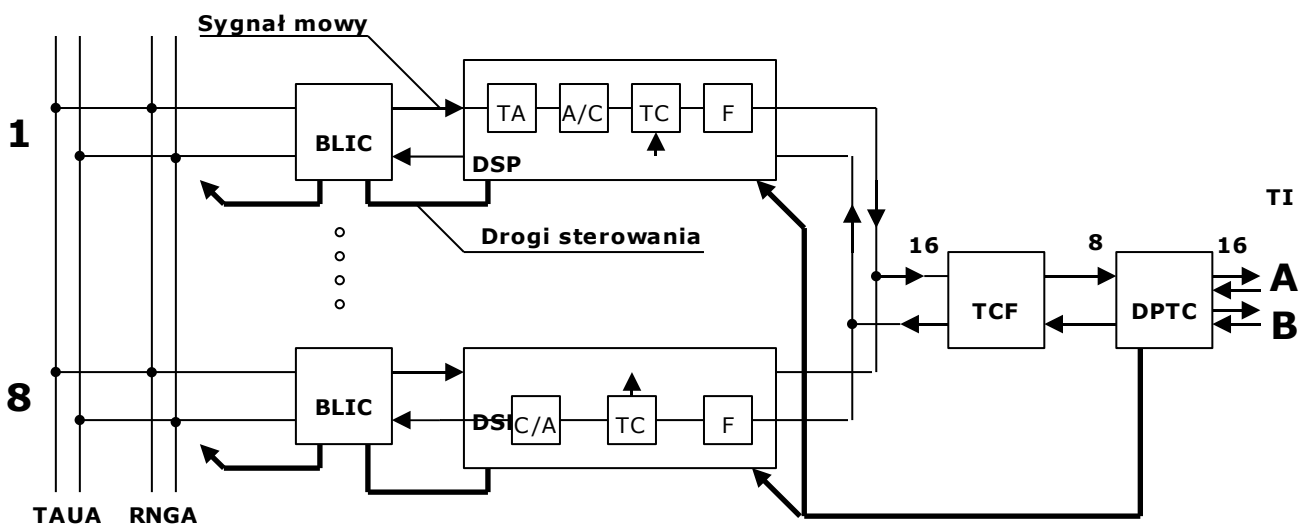 Sygnał mowy
TA A/C TC F
1
BLIC
DSP
TI
Drogi sterowania
16 8 16
A
TCF DPTC
B
8
BLIC
C/A TC F
TAUA RNGA